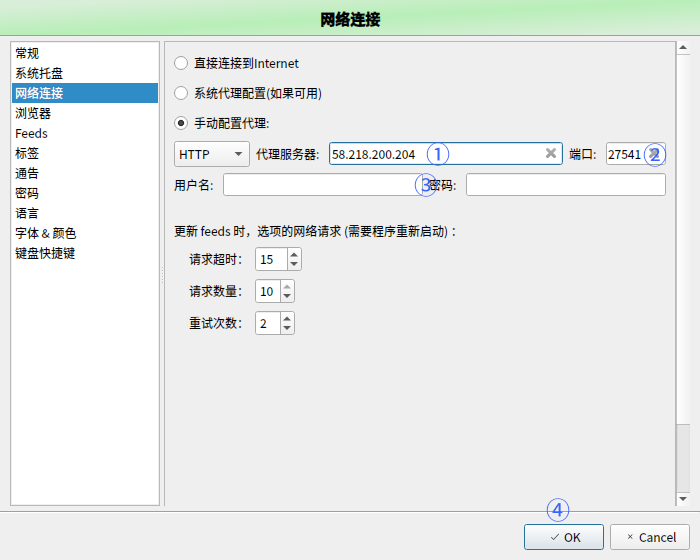 网络连接
常规
系统托盘
网络连接
浏览器
Feeds
标签
通告
密码
语言
字体 & 颜色
键盘快捷键
直接连接到Internet
系统代理配置(如果可用)
手动配置代理:
HTTP 代理服务器: 58.218.200.204 ① 端口: 27541 ②
用户名: ③ 密码:
更新 feeds 时，选项的网络请求 (需要程序重新启动)：
请求超时： 15
请求数量： 10
重试次数： 2
④
OK Cancel